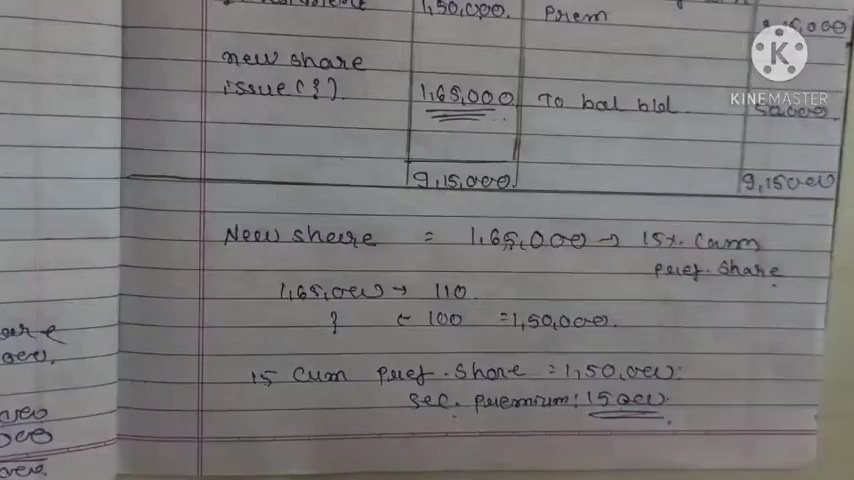 1,50,000. Prem
new share
issue(?) 1,65,000 To bal b|d. 50,000.
9,15,000. 9,15000
New share = 1,65,000 → 15%. Cum
pref. Share
1,65,000 → 110.
? ← 100 =1,50,000.
15 Cum pref. Share =1,50,000.
Sec. premium: 15000.
K
KINEMASTER